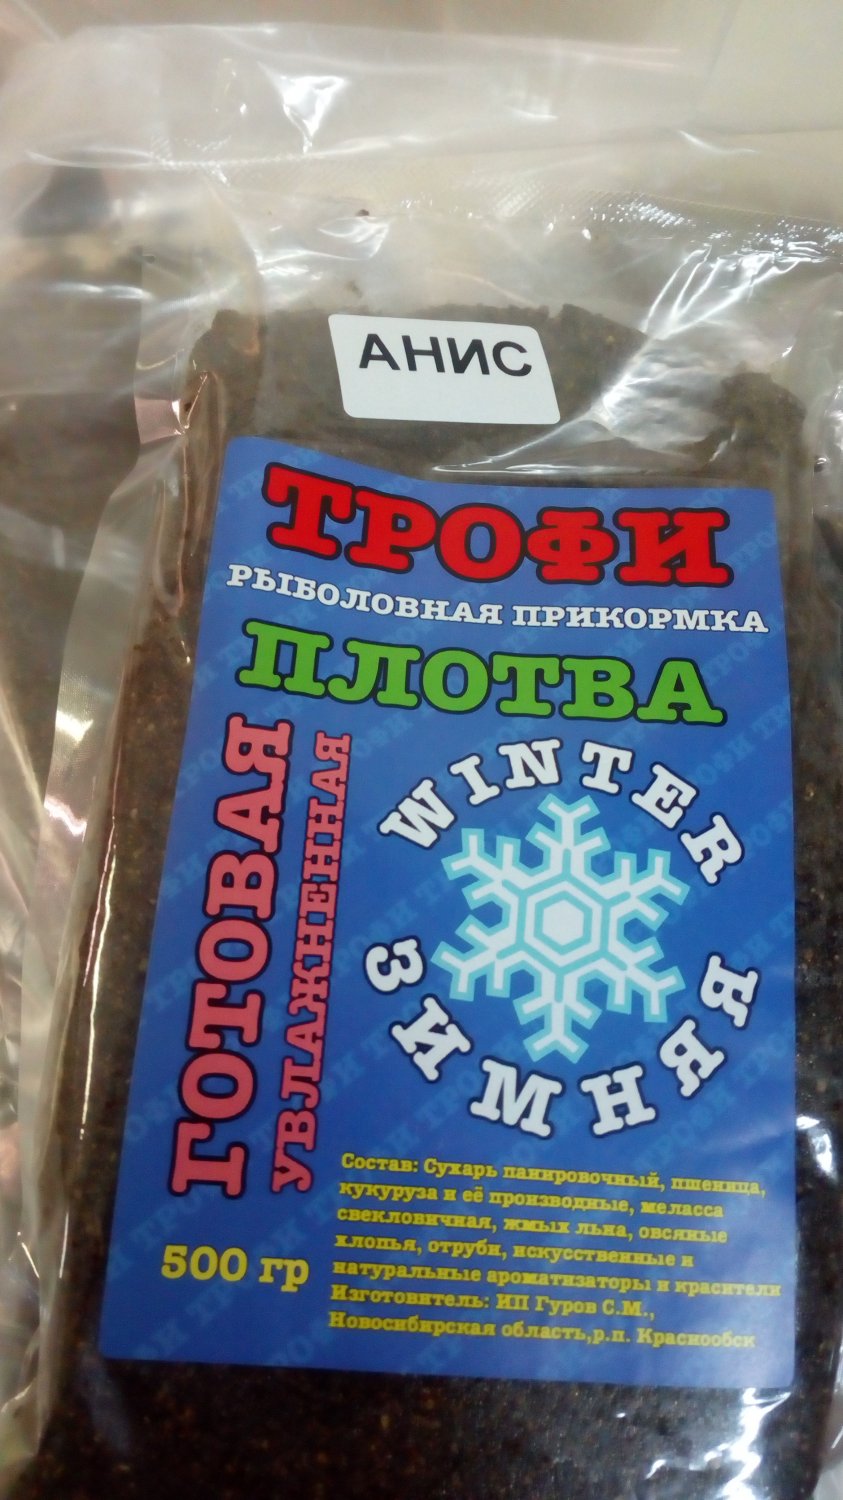 АНИС
ТРОФИ
РЫБОЛОВНАЯ ПРИКОРМКА
ПЛОТВА
ГОТОВАЯ
УВЛАЖНЕННАЯ
WINTER
ЗИМНЯЯ
Состав: Сухарь панировочный, пшеница,
кукуруза и её производные, меласса
свекловичная, жмых льна, овсяные
хлопья, отруби, искусственные и
натуральные ароматизаторы и красители
Изготовитель: ИП Гуров С.М.,
Новосибирская область,р.п. Краснообск
500 гр